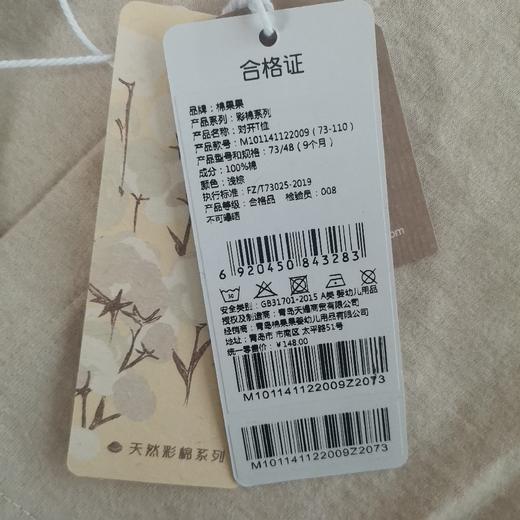 合格证
品牌：棉果果
产品系列：彩棉系列
产品名称：对开T恤
产品款号：M101141122009（73-110）
产品型号和规格：73/48（9个月）
成分：100%棉
颜色：浅棕
执行标准：FZ/T73025-2019
产品等级：合格品 检验员：008
不可曝晒
6 920450 843283
安全类别：GB31701-2015 A类 婴幼儿用品
授权及制造商：青岛天涌商贸有限公司
经销商：青岛棉果果婴幼儿用品有限公司
地址：青岛市 市南区 太平路51号
统一零售价：￥148.00
M101141122009Z2073
M101141122009Z2073
天然彩棉系列
.com